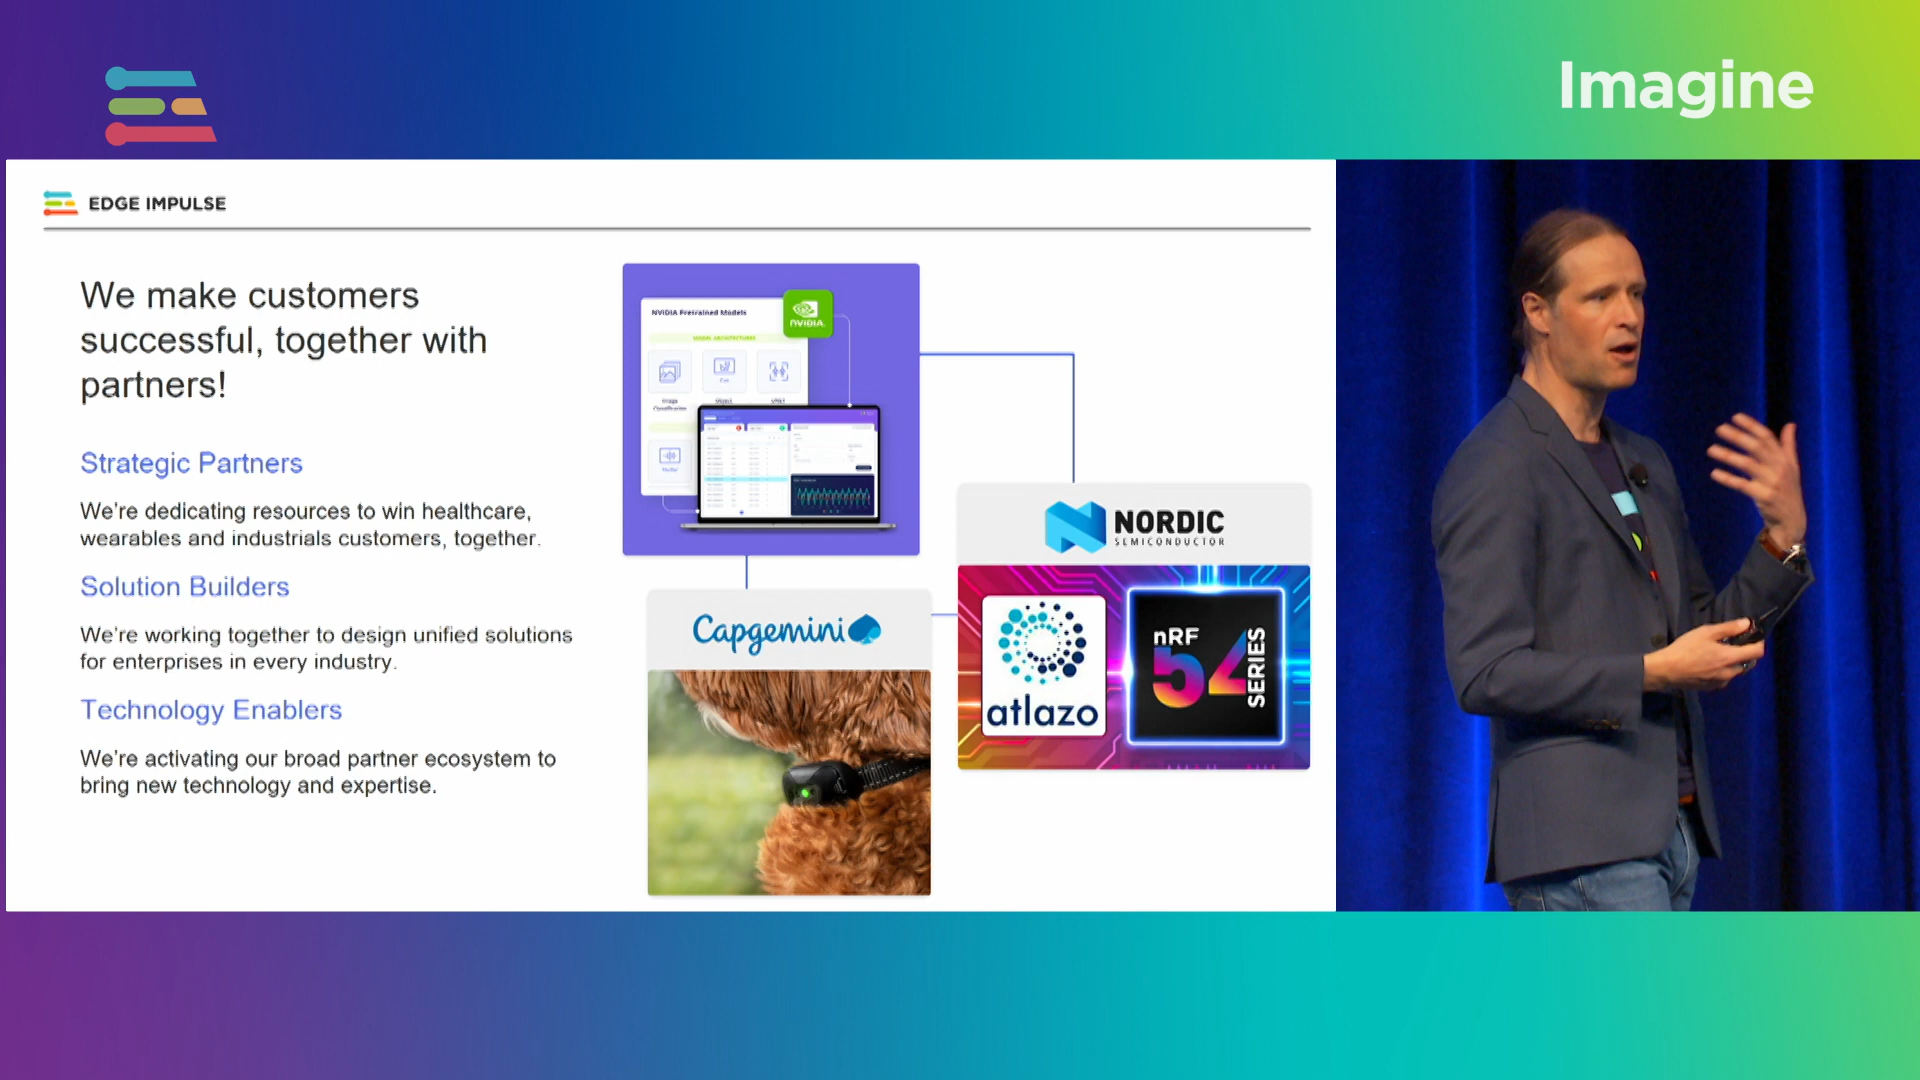 Imagine
EDGE IMPULSE
We make customers
successful, together with
partners!
Strategic Partners
We're dedicating resources to win healthcare,
wearables and industrials customers, together.
Solution Builders
We're working together to design unified solutions
for enterprises in every industry.
Technology Enablers
We're activating our broad partner ecosystem to
bring new technology and expertise.
NVIDIA Pretrained Models
NVIDIA
NORDIC
SEMICONDUCTOR
Capgemini
atlazo
nRF
54
SERIES